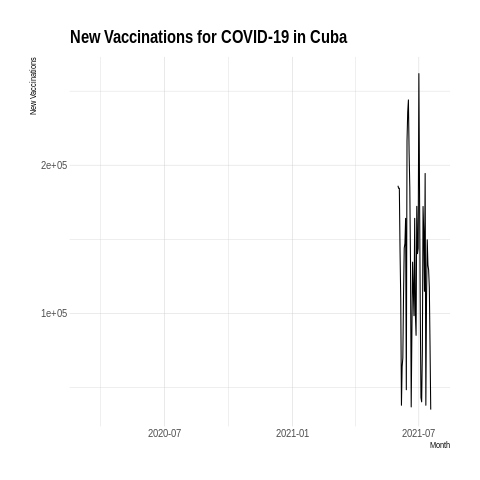 New Vaccinations for COVID-19 in Cuba
New Vaccinations
2e+05
1e+05
2020-07
2021-01
2021-07
Month